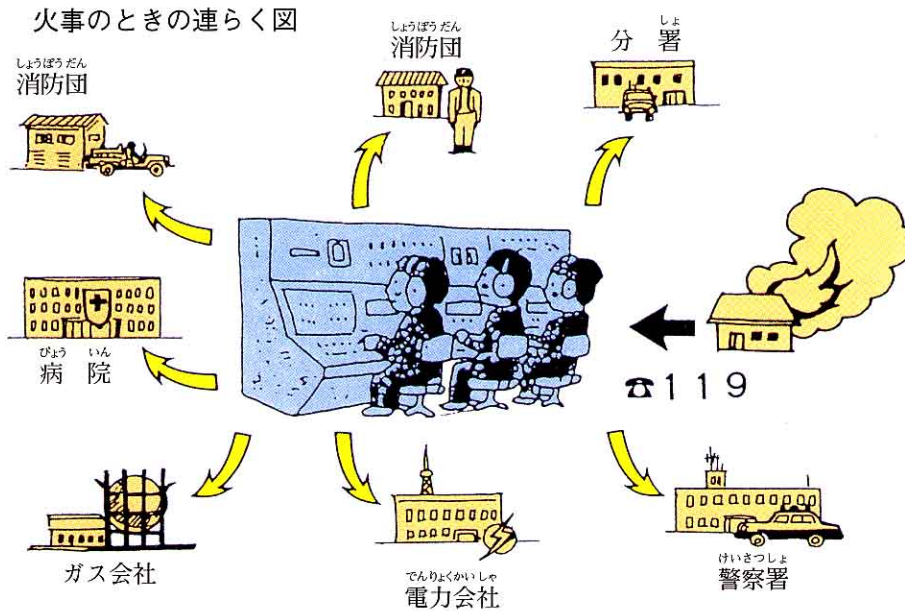 火事のときの連らく図
しょうぼうだん
消防団
しょうぼうだん
消防団
しょ
分署
びょういん
病院
☎119
ガス会社
でんりょくかいしゃ
電力会社
けいさつしょ
警察署